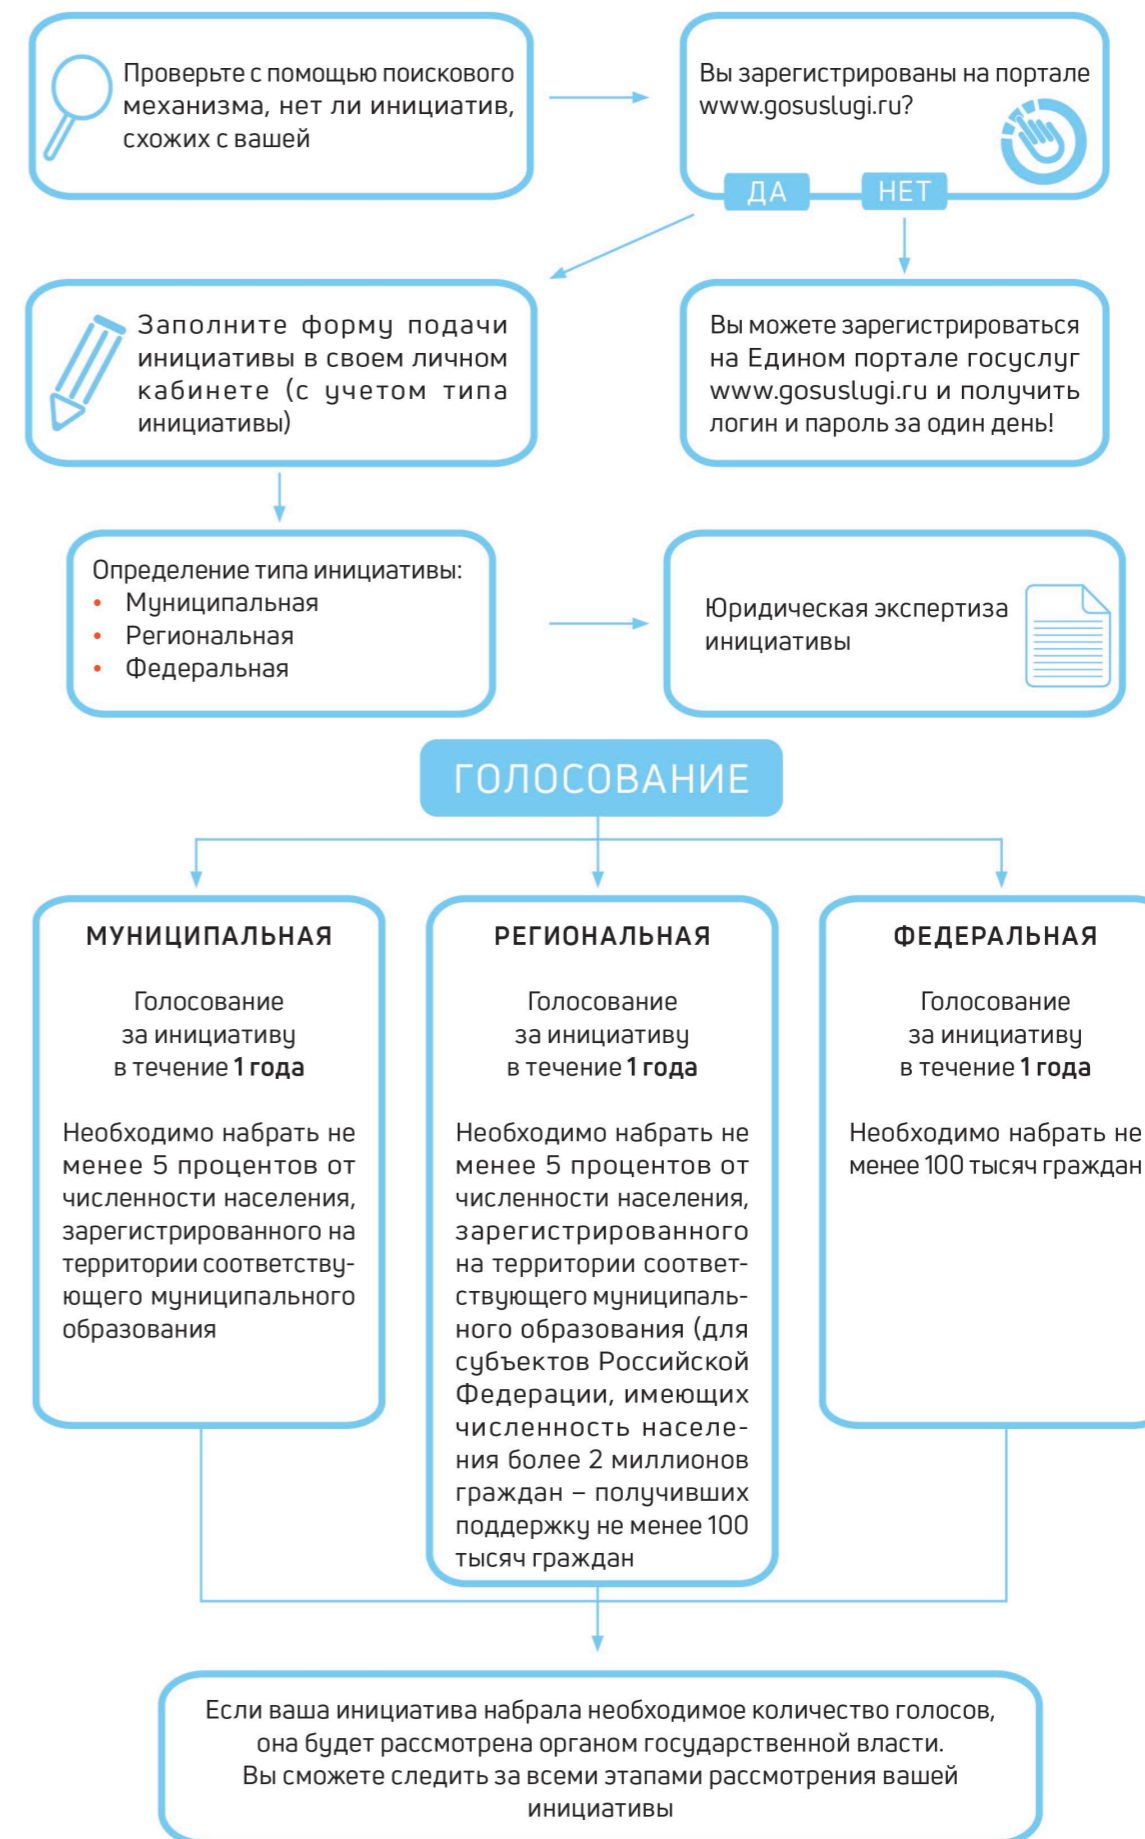 Проверьте с помощью поискового
механизма, нет ли инициатив,
схожих с вашей
Вы зарегистрированы на портале
www.gosuslugi.ru?
ДА
НЕТ
Заполните форму подачи
инициативы в своем личном
кабинете (с учетом типа
инициативы)
Вы можете зарегистрироваться
на Едином портале госуслуг
www.gosuslugi.ru и получить
логин и пароль за один день!
Определение типа инициативы:
• Муниципальная
• Региональная
• Федеральная
Юридическая экспертиза
инициативы
ГОЛОСОВАНИЕ
МУНИЦИПАЛЬНАЯ
Голосование
за инициативу
в течение 1 года
Необходимо набрать не
менее 5 процентов от
численности населения,
зарегистрированного на
территории соответству-
ющего муниципального
образования
РЕГИОНАЛЬНАЯ
Голосование
за инициативу
в течение 1 года
Необходимо набрать не
менее 5 процентов от
численности населения,
зарегистрированного
на территории соответ-
ствующего муниципаль-
ного образования (для
субъектов Российской
Федерации, имеющих
численность населе-
ния более 2 миллионов
граждан – получивших
поддержку не менее 100
тысяч граждан
ФЕДЕРАЛЬНАЯ
Голосование
за инициативу
в течение 1 года
Необходимо набрать не
менее 100 тысяч граждан
Если ваша инициатива набрала необходимое количество голосов,
она будет рассмотрена органом государственной власти.
Вы сможете следить за всеми этапами рассмотрения вашей
инициативы